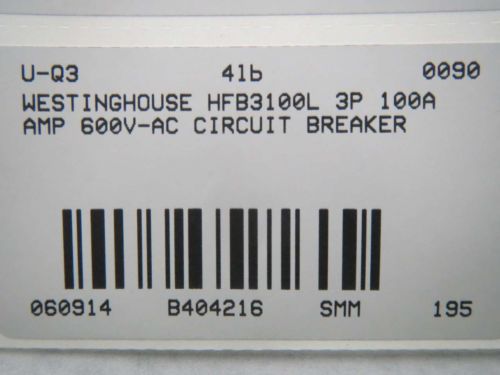 U-Q3 4lb 0090
WESTINGHOUSE HFB3100L 3P 100A
AMP 600V-AC CIRCUIT BREAKER
060914 B404216 SMM 195